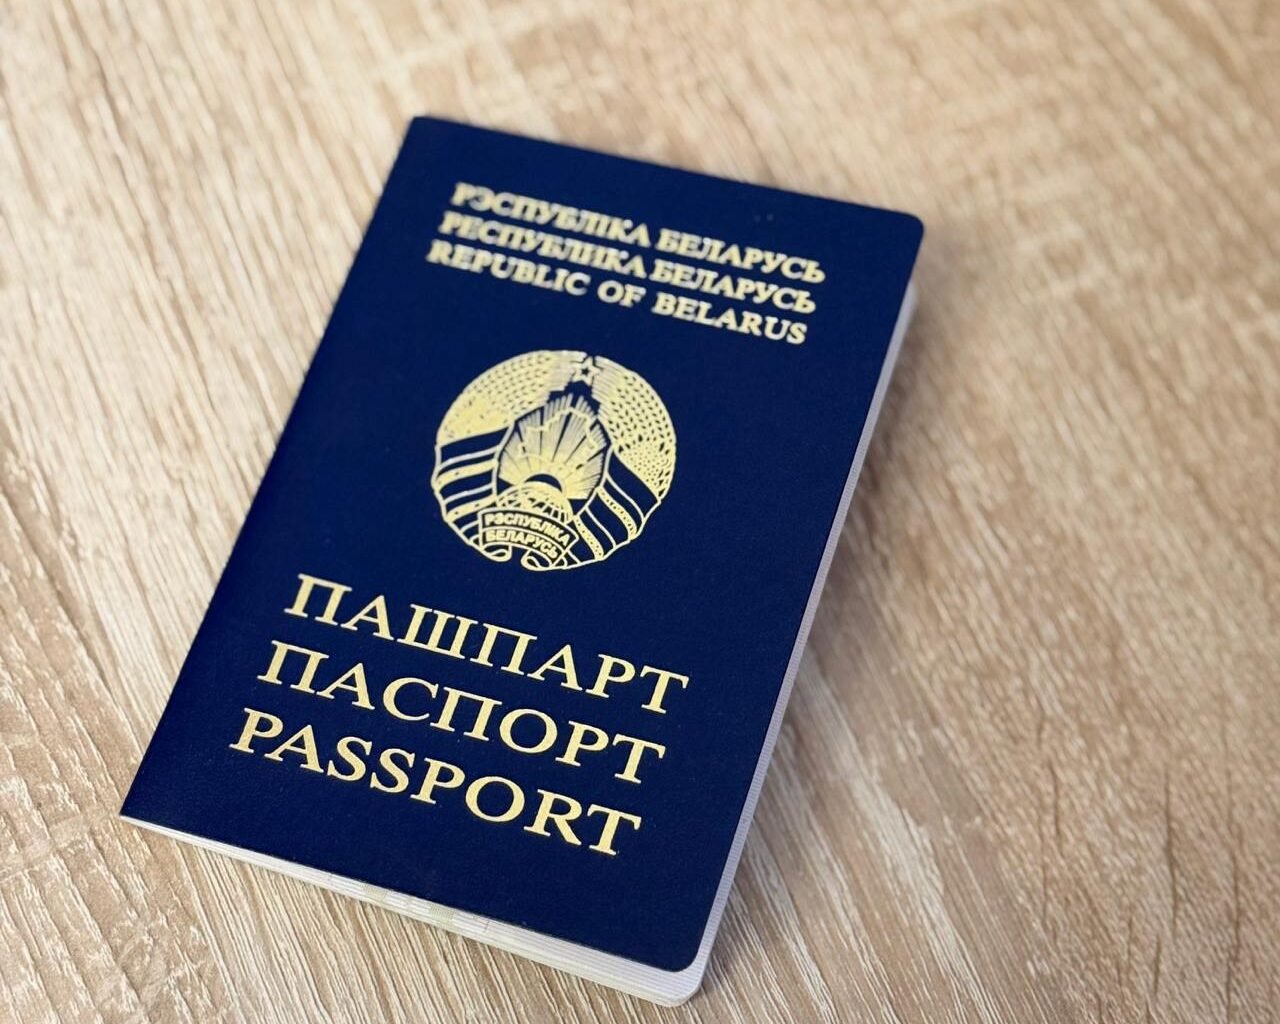 РЭСПУБЛІКА БЕЛАРУСЬ
РЕСПУБЛИКА БЕЛАРУСЬ
REPUBLIC OF BELARUS
РЭСПУБЛІКА
БЕЛАРУСЬ
ПАШПАРТ
ПАСПОРТ
PASSPORT